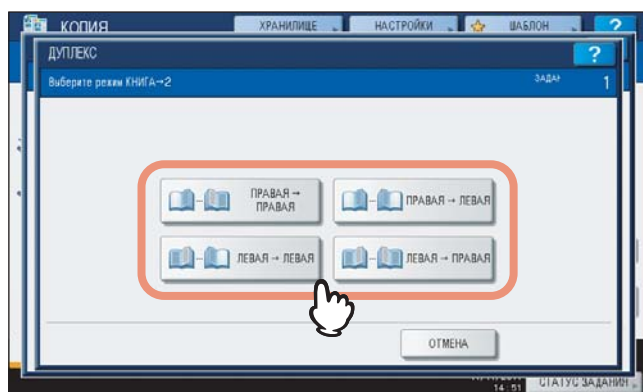 КОПИЯ
ХРАНИЛИЩЕ
НАСТРОЙКИ
ШАБЛОН
?
ДУПЛЕКС
?
Выберите режим КНИГА→2
ЗАДАН
1
ПРАВАЯ →
ПРАВАЯ
ПРАВАЯ → ЛЕВАЯ
ЛЕВАЯ → ЛЕВАЯ
ЛЕВАЯ → ПРАВАЯ
ОТМЕНА
14:51
СТАТУС ЗАДАНИЯ